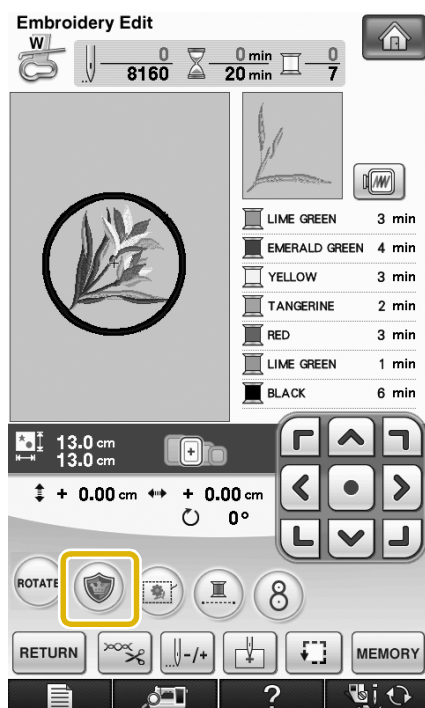 Embroidery Edit
W
0 0 min 0
8160 20 min 7
LIME GREEN 3 min
EMERALD GREEN 4 min
YELLOW 3 min
TANGERINE 2 min
RED 3 min
LIME GREEN 1 min
BLACK 6 min
13.0 cm
13.0 cm
+ 0.00 cm + 0.00 cm
0°
ROTATE
8
RETURN -/+ MEMORY
?